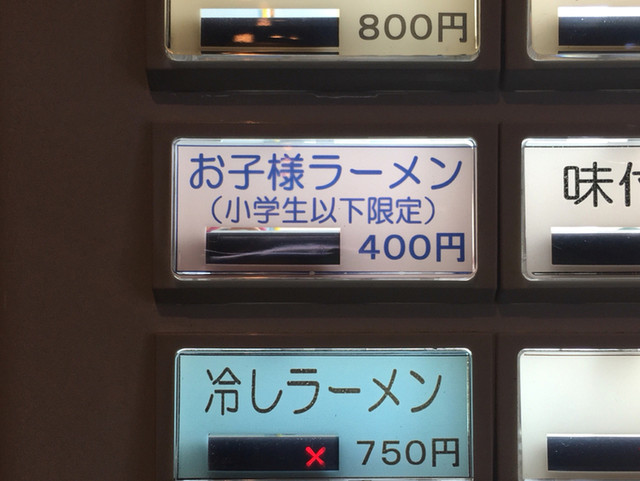 800円
お子様ラーメン
（小学生以下限定）
400円
味付
冷しラーメン
× 750円